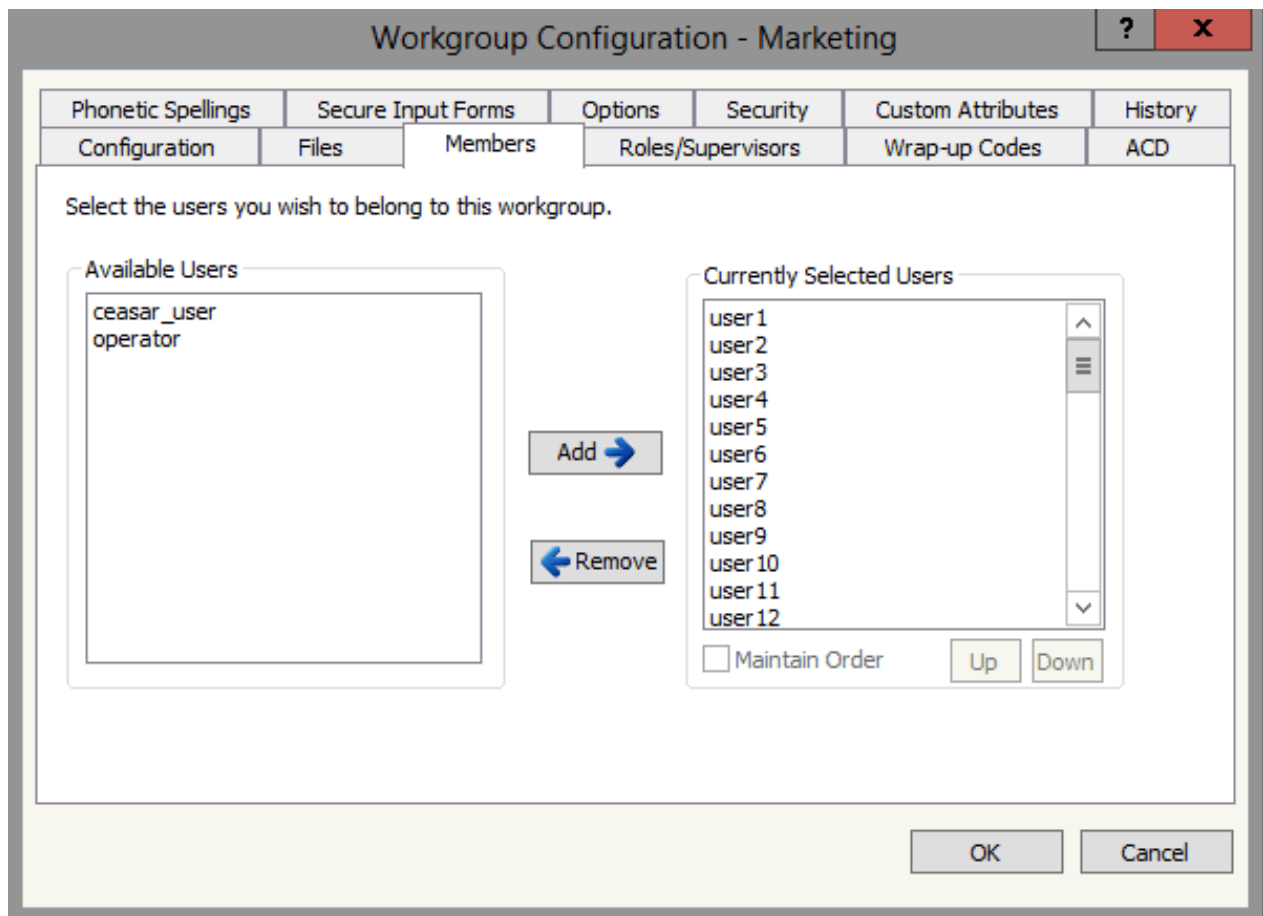 Workgroup Configuration - Marketing
? X
Phonetic Spellings Secure Input Forms Options Security Custom Attributes History
Configuration Files Members Roles/Supervisors Wrap-up Codes ACD
Select the users you wish to belong to this workgroup.
Available Users
ceasar_user
operator
Add
Remove
Currently Selected Users
user1
user2
user3
user4
user5
user6
user7
user8
user9
user10
user11
user12
Maintain Order Up Down
OK Cancel